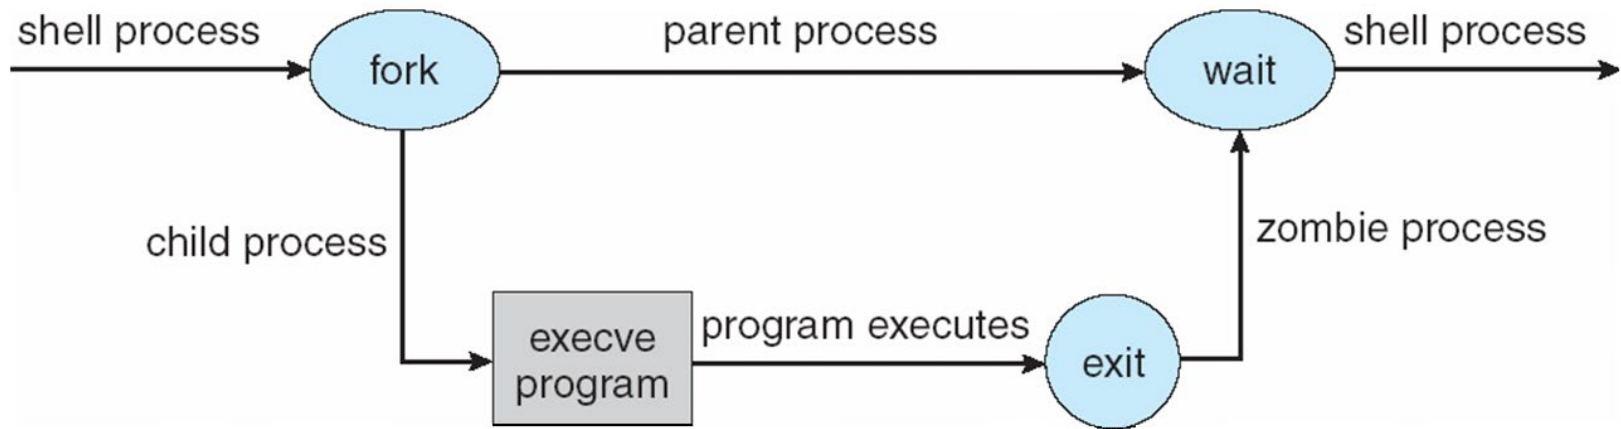 shell process
fork
parent process
wait
shell process
child process
zombie process
execve
program
program executes
exit